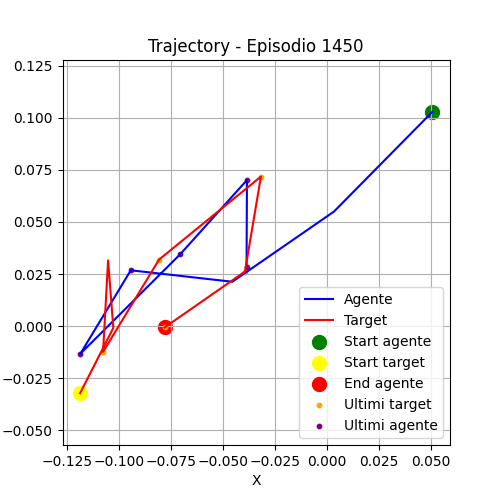 Trajectory - Episodio 1450
0.125
0.100
0.075
0.050
0.025
0.000
−0.025
−0.050
−0.125
−0.100
−0.075
−0.050
−0.025
0.000
0.025
0.050
X
Agente
Target
Start agente
Start target
End agente
Ultimi target
Ultimi agente